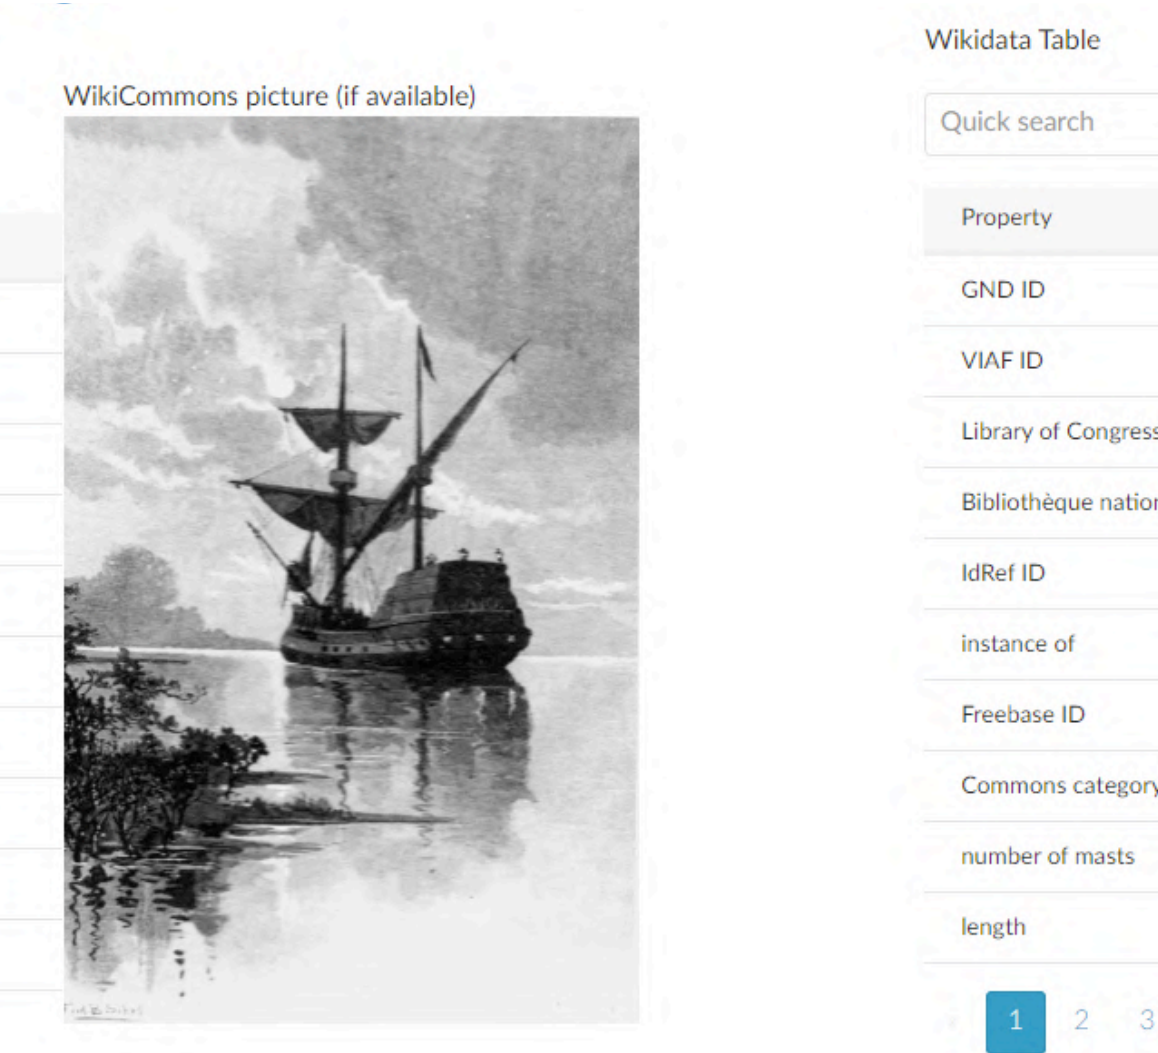 WikiCommons picture (if available)
Wikidata Table
Quick search
Property
GND ID
VIAF ID
Library of Congress
Bibliothèque
IdRef ID
instance of
Freebase ID
Commons category
number of masts
length
1 2 3